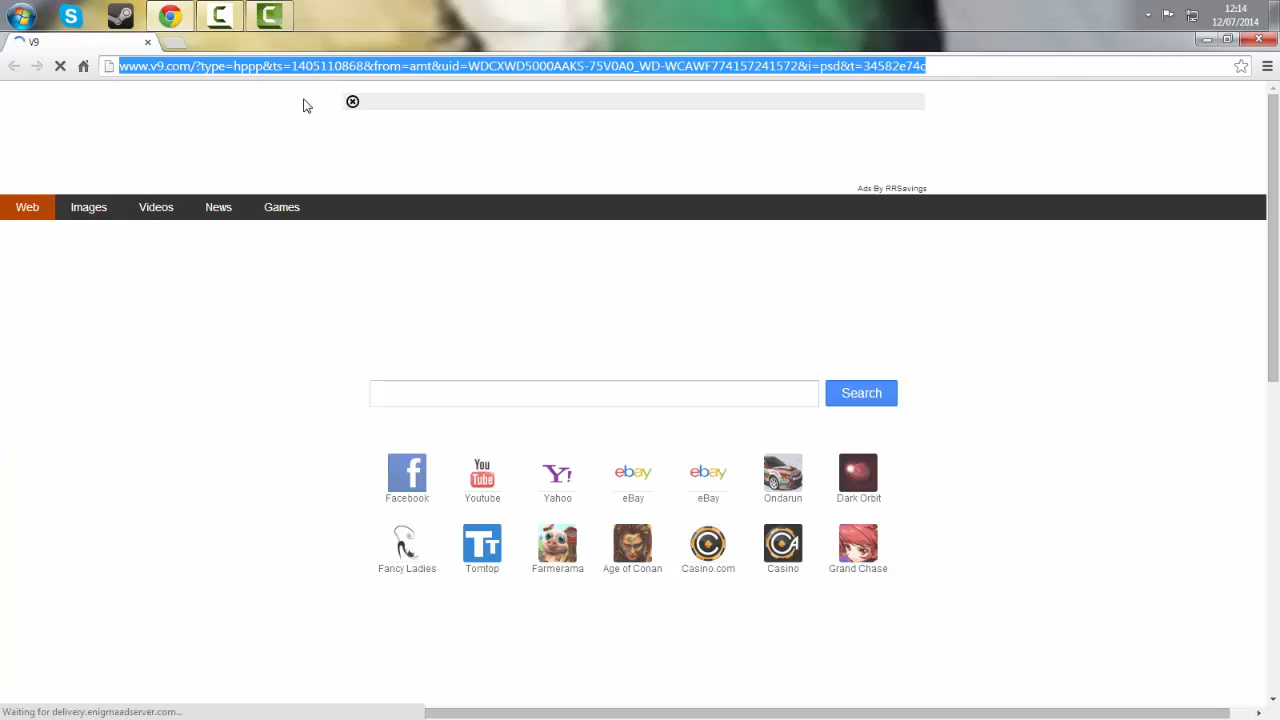 12:14
12/07/2014
V9
www.v9.com/?type=hppp&ts=1405110868&from=amt&uid=WDCXWD5000AAKS-75V0A0_WD-WCAWF774157241572&i=psd&t=34582e74c
Ads By RRSavings
Web Images Videos News Games
Search
Facebook Youtube Yahoo eBay eBay Ondarun Dark Orbit
Fancy Ladies Tomtop Farmerama Age of Conan Casino.com Casino Grand Chase
Waiting for delivery.enigmaadserver.com...